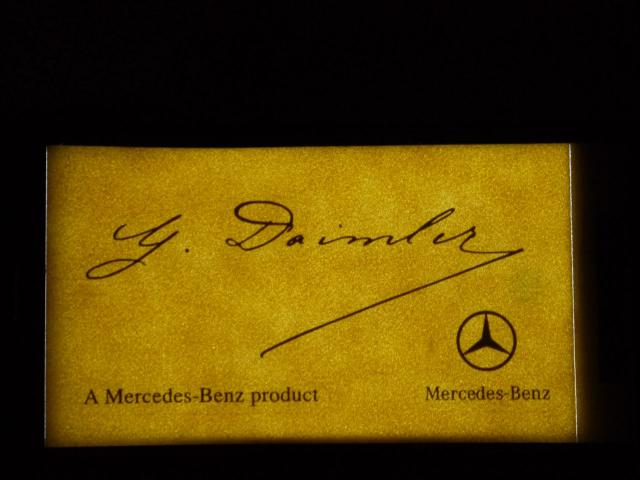 G. Daimler
A Mercedes-Benz product
Mercedes-Benz